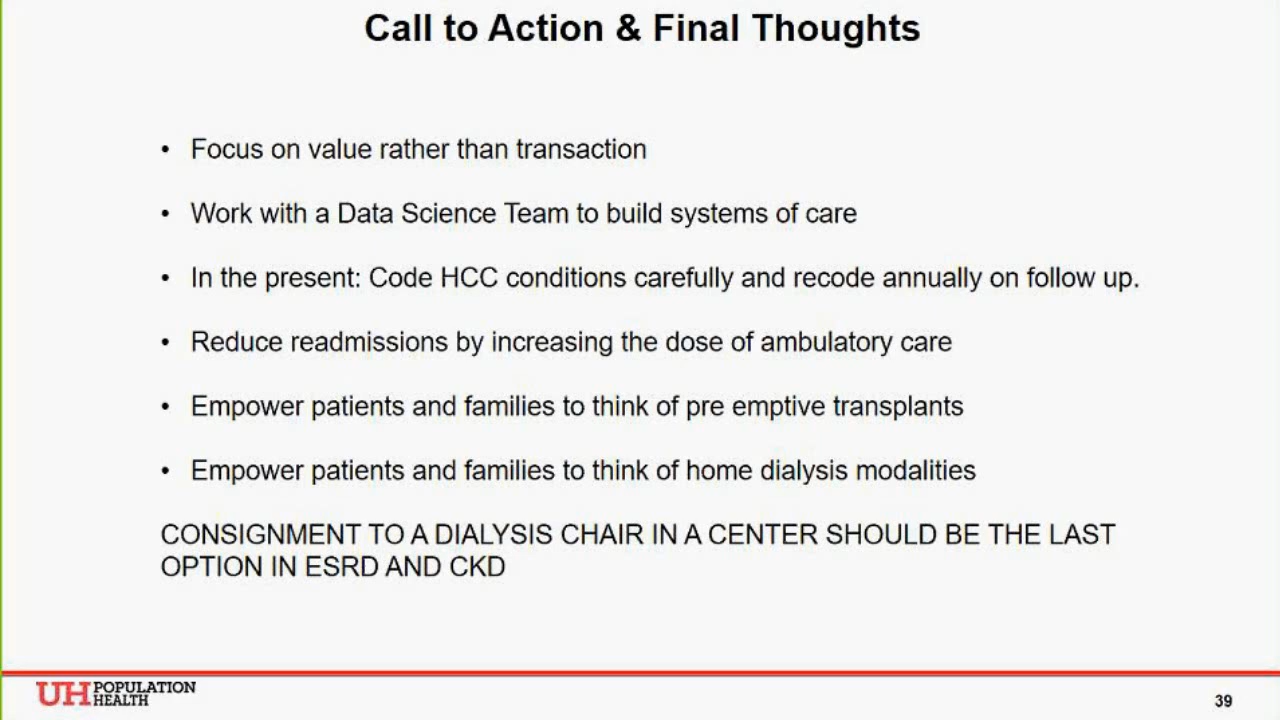 Call to Action & Final Thoughts
• Focus on value rather than transaction
• Work with a Data Science Team to build systems of care
• In the present: Code HCC conditions carefully and recode annually on follow up.
• Reduce readmissions by increasing the dose of ambulatory care
• Empower patients and families to think of pre emptive transplants
• Empower patients and families to think of home dialysis modalities
CONSIGNMENT TO A DIALYSIS CHAIR IN A CENTER SHOULD BE THE LAST
OPTION IN ESRD AND CKD
UH POPULATION
HEALTH
39